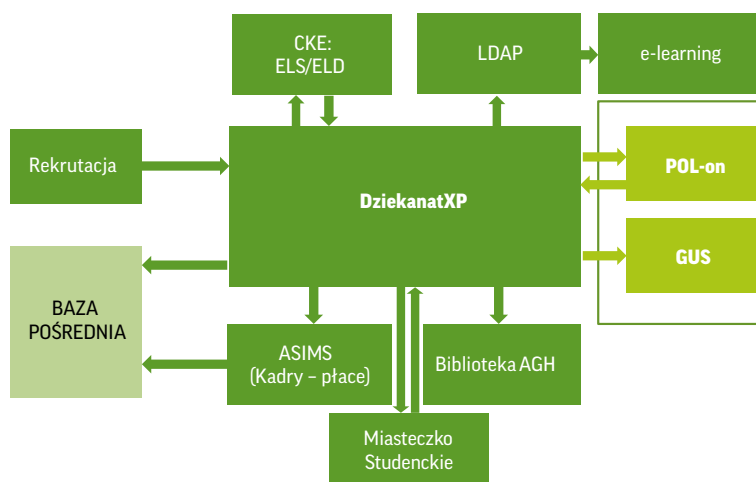 CKE:
ELS/ELD
LDAP
e-learning
Rekrutacja
DziekanatXP
POL-on
GUS
BAZA
POŚREDNIA
ASIMS
(Kadry – płace)
Biblioteka AGH
Miasteczko
Studenckie